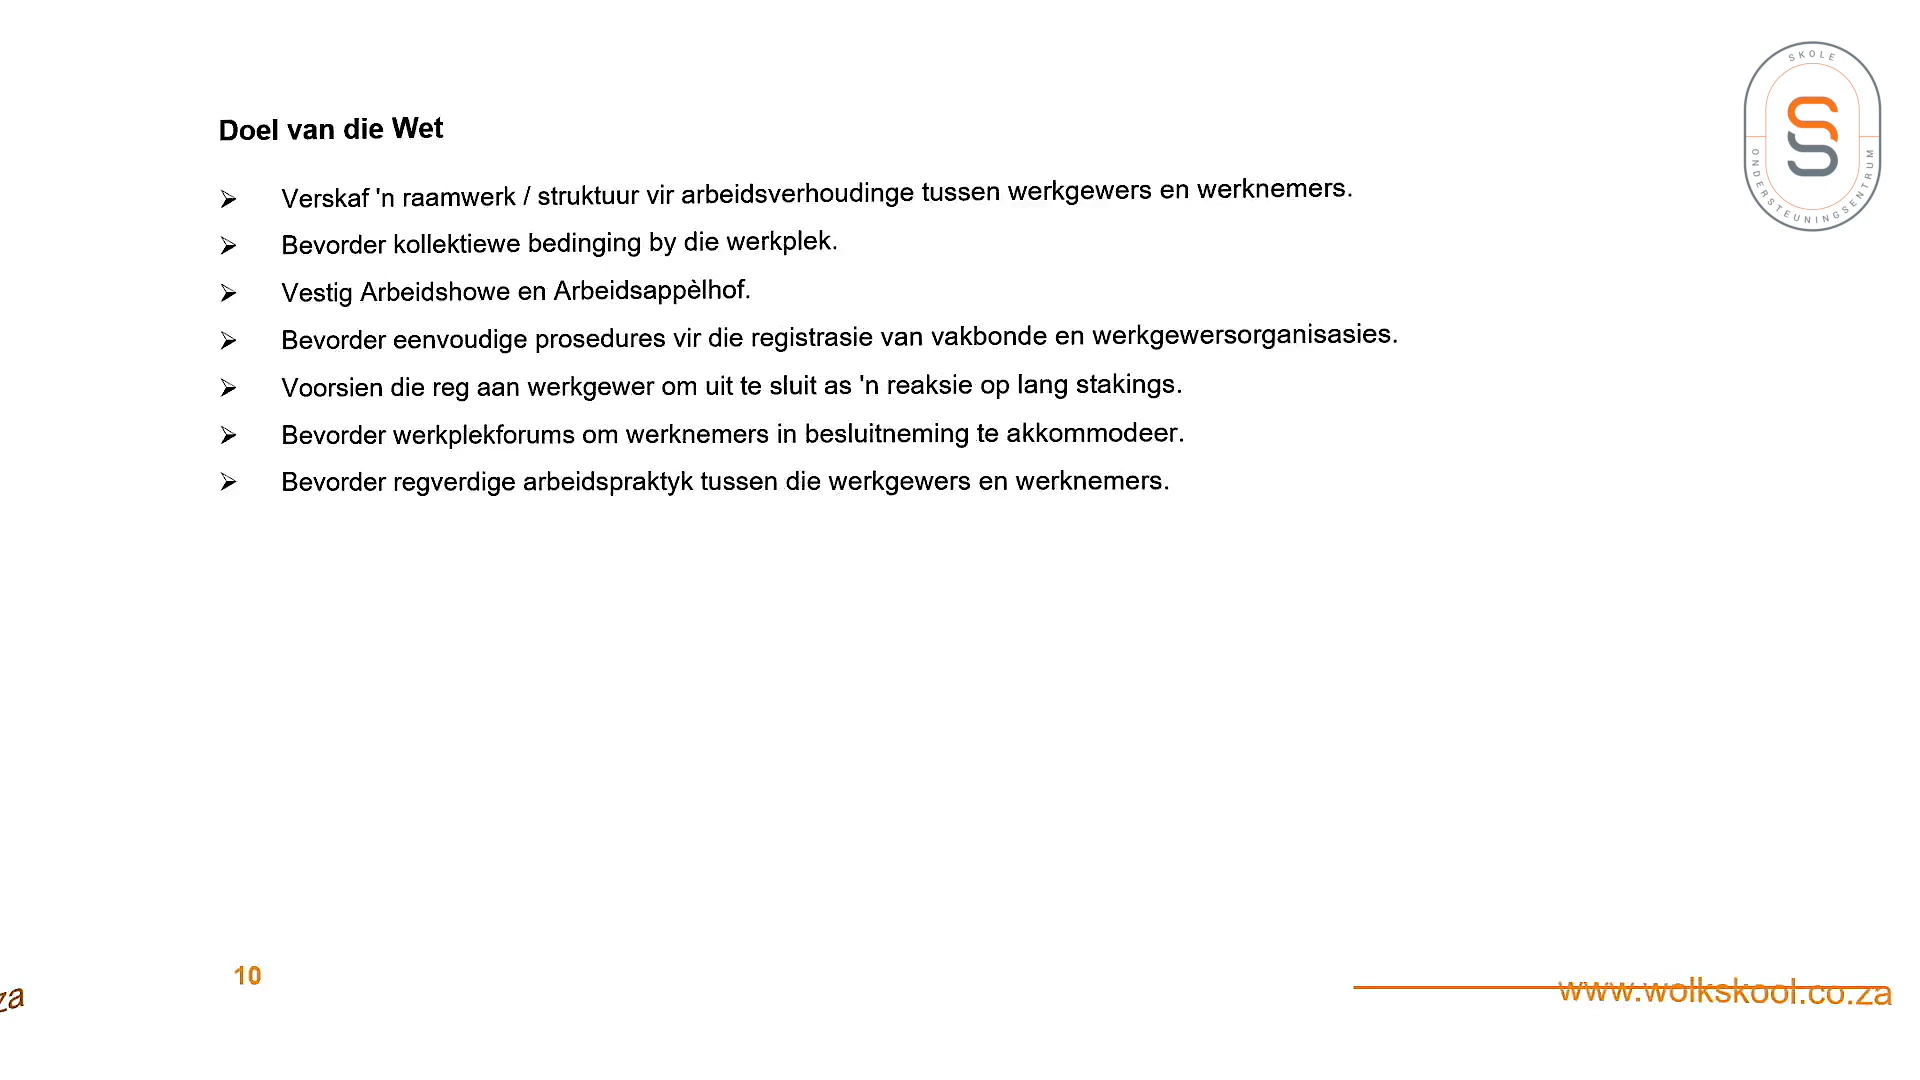 SKOLE
ONDERSTEUNINGSENTRUM
Doel van die Wet
➢ Verskaf 'n raamwerk / struktuur vir arbeidsverhoudinge tussen werkgewers en werknemers.
➢ Bevorder kollektiewe bedinging by die werkplek.
➢ Vestig Arbeidshowe en Arbeidsappèlhof.
➢ Bevorder eenvoudige prosedures vir die registrasie van vakbonde en werkgewersorganisasies.
➢ Voorsien die reg aan werkgewer om uit te sluit as 'n reaksie op lang stakings.
➢ Bevorder werkplekforums om werknemers in besluitneming te akkommodeer.
➢ Bevorder regverdige arbeidspraktyk tussen die werkgewers en werknemers.
10
za
www.wolkskool.co.za